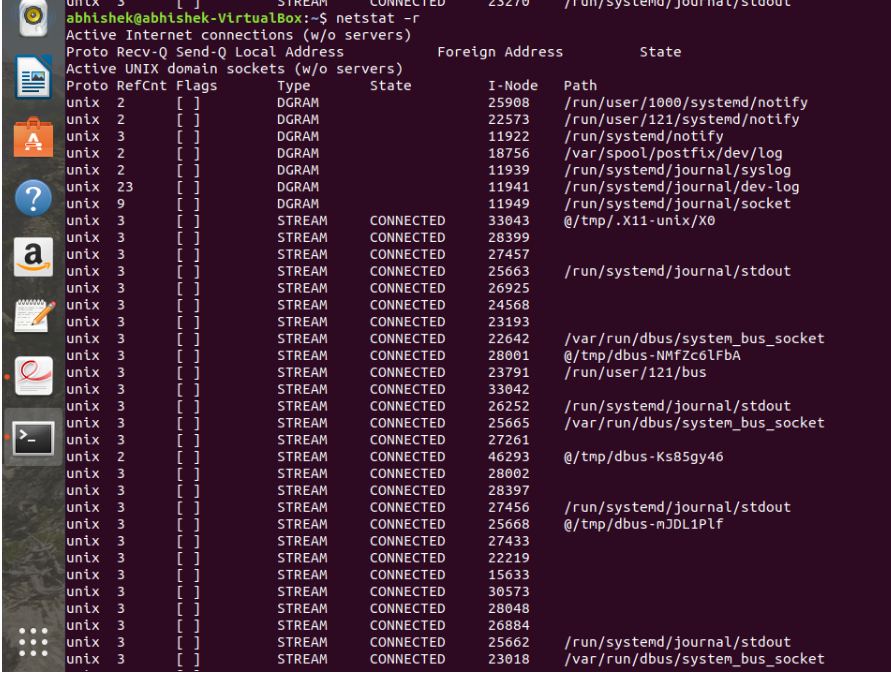 unix 3 [ ] STREAM CONNECTED 23270 /run/systemd/journal/stdout
abhishek@abhishek-VirtualBox:~$ netstat -r
Active Internet connections (w/o servers)
Proto Recv-Q Send-Q Local Address Foreign Address State
Active UNIX domain sockets (w/o servers)
Proto RefCnt Flags Type State I-Node Path
unix 2 [ ] DGRAM 25908 /run/user/1000/systemd/notify
unix 2 [ ] DGRAM 22573 /run/user/121/systemd/notify
unix 3 [ ] DGRAM 11922 /run/systemd/notify
unix 2 [ ] DGRAM 18756 /var/spool/postfix/dev/log
unix 2 [ ] DGRAM 11939 /run/systemd/journal/syslog
unix 23 [ ] DGRAM 11941 /run/systemd/journal/dev-log
unix 9 [ ] DGRAM 11949 /run/systemd/journal/socket
unix 3 [ ] STREAM CONNECTED 33043 @/tmp/.X11-unix/X0
unix 3 [ ] STREAM CONNECTED 28399
unix 3 [ ] STREAM CONNECTED 27457
unix 3 [ ] STREAM CONNECTED 25663 /run/systemd/journal/stdout
unix 3 [ ] STREAM CONNECTED 26925
unix 3 [ ] STREAM CONNECTED 24568
unix 3 [ ] STREAM CONNECTED 23193
unix 3 [ ] STREAM CONNECTED 22642 /var/run/dbus/system_bus_socket
unix 3 [ ] STREAM CONNECTED 28001 @/tmp/dbus-NMfZc6lFbA
unix 3 [ ] STREAM CONNECTED 23791 /run/user/121/bus
unix 3 [ ] STREAM CONNECTED 33042
unix 3 [ ] STREAM CONNECTED 26252 /run/systemd/journal/stdout
unix 3 [ ] STREAM CONNECTED 25665 /var/run/dbus/system_bus_socket
unix 3 [ ] STREAM CONNECTED 27261
unix 2 [ ] STREAM CONNECTED 46293 @/tmp/dbus-Ks85gy46
unix 3 [ ] STREAM CONNECTED 28002
unix 3 [ ] STREAM CONNECTED 28397
unix 3 [ ] STREAM CONNECTED 27456 /run/systemd/journal/stdout
unix 3 [ ] STREAM CONNECTED 25668 @/tmp/dbus-mJDL1Plf
unix 3 [ ] STREAM CONNECTED 27433
unix 3 [ ] STREAM CONNECTED 22219
unix 3 [ ] STREAM CONNECTED 15633
unix 3 [ ] STREAM CONNECTED 30573
unix 3 [ ] STREAM CONNECTED 28048
unix 3 [ ] STREAM CONNECTED 26884
unix 3 [ ] STREAM CONNECTED 25662 /run/systemd/journal/stdout
unix 3 [ ] STREAM CONNECTED 23018 /var/run/dbus/system_bus_socket